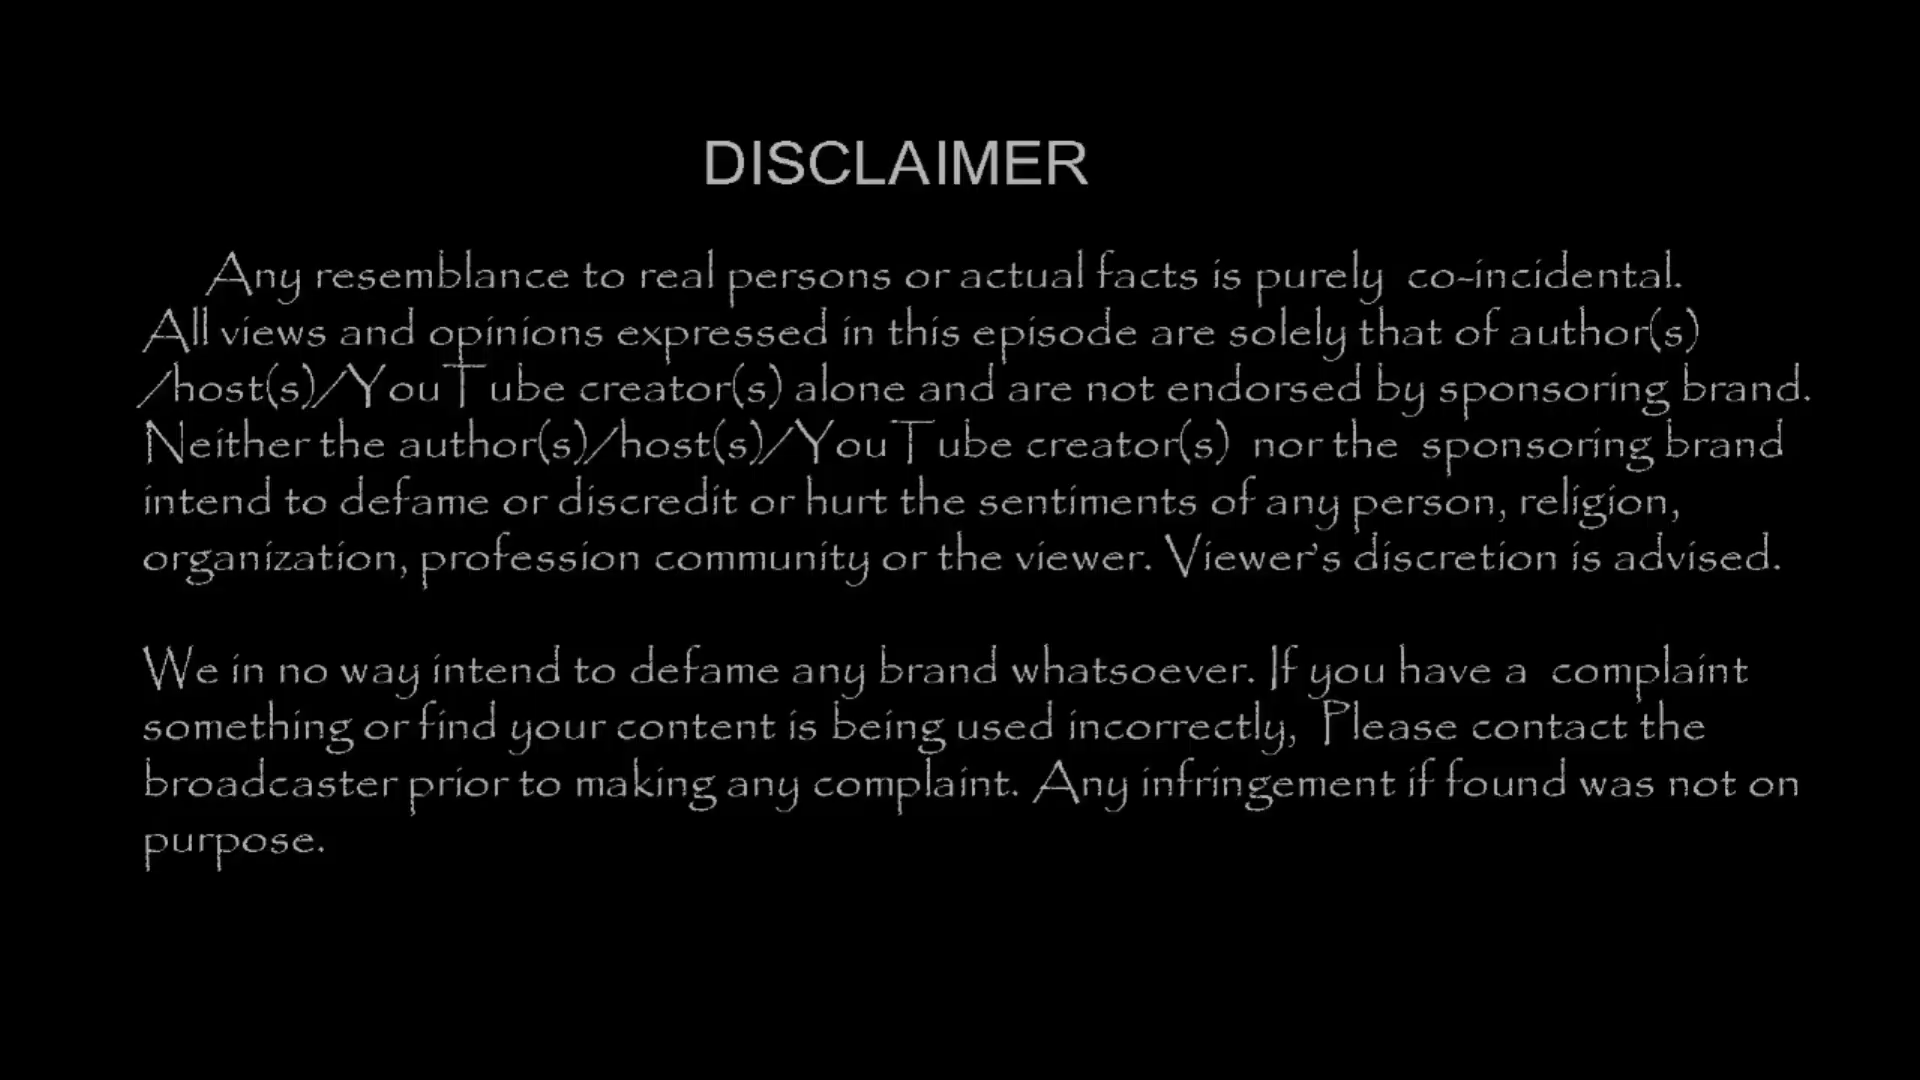 DISCLAIMER
Any resemblance to real persons or actual facts is purely co-incidental.
All views and opinions expressed in this episode are solely that of author(s)
/host(s)/YouTube creator(s) alone and are not endorsed by sponsoring brand.
Neither the author(s)/host(s)/YouTube creator(s) nor the sponsoring brand
intend to defame or discredit or hurt the sentiments of any person, religion,
organization, profession community or the viewer. Viewer's discretion is advised.
We in no way intend to defame any brand whatsoever. If you have a complaint
something or find your content is being used incorrectly, Please contact the
broadcaster prior to making any complaint. Any infringement if found was not on
purpose.